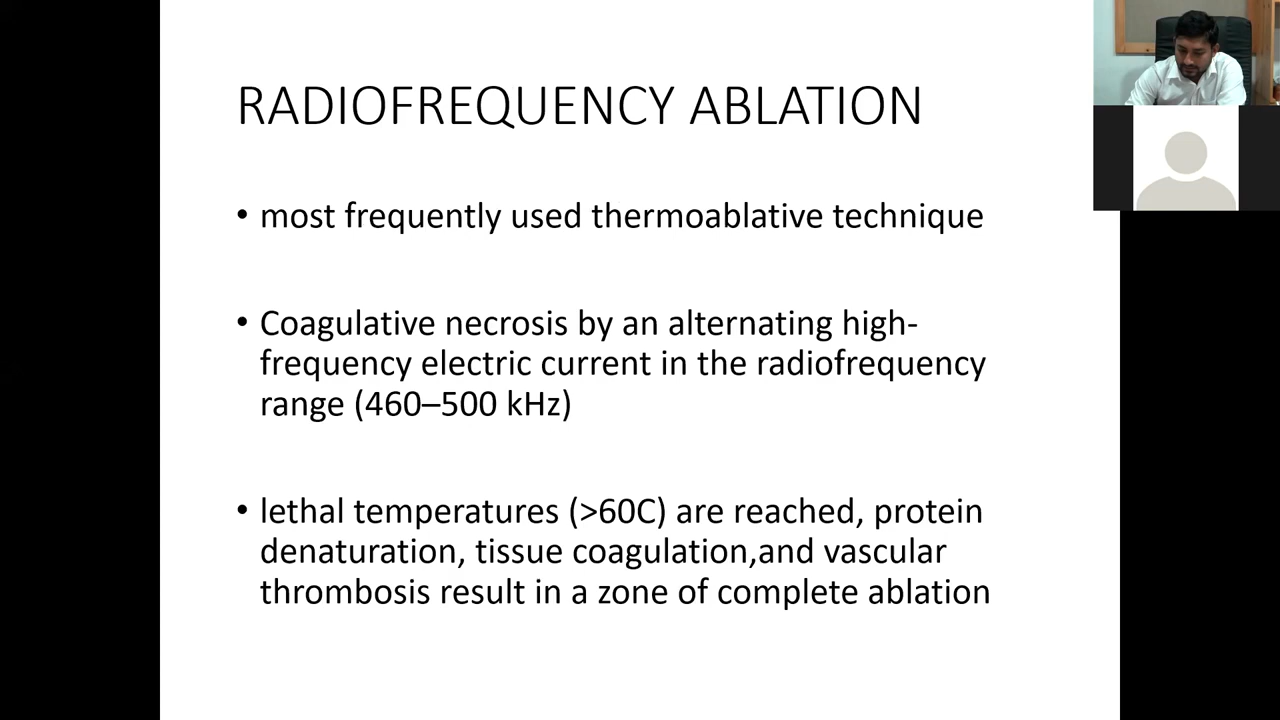 RADIOFREQUENCY ABLATION
• most frequently used thermoablative technique
• Coagulative necrosis by an alternating high-
frequency electric current in the radiofrequency
range (460–500 kHz)
• lethal temperatures (>60C) are reached, protein
denaturation, tissue coagulation,and vascular
thrombosis result in a zone of complete ablation